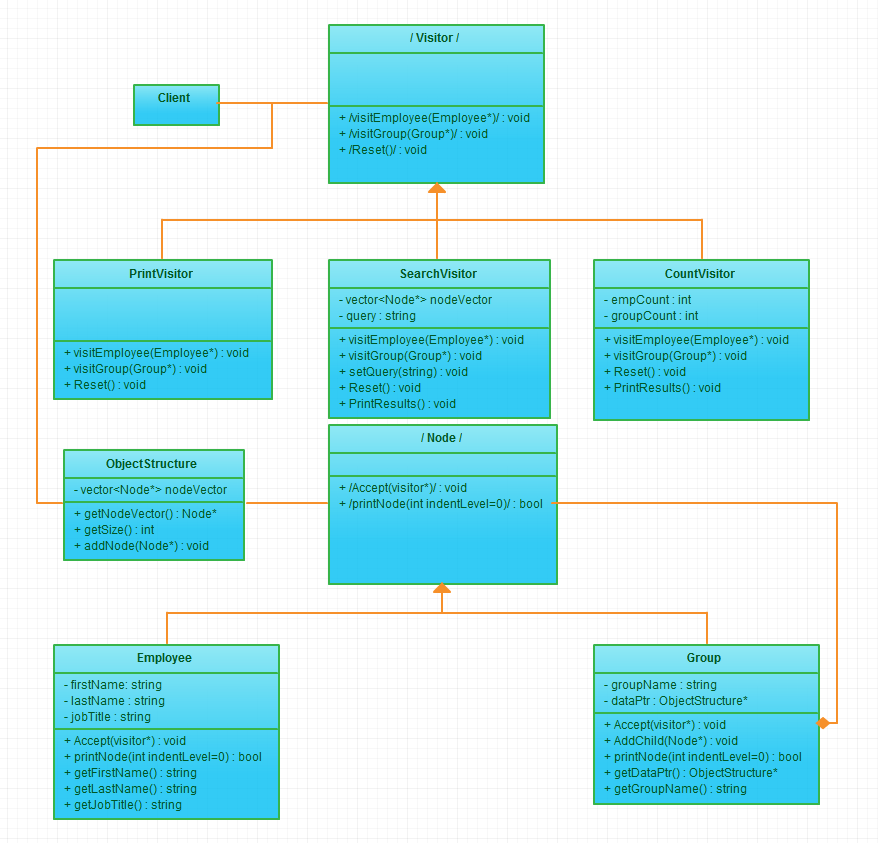 / Visitor /
+ /visitEmployee(Employee*)/ : void
+ /visitGroup(Group*)/ : void
+ /Reset()/ : void
Client
PrintVisitor
+ visitEmployee(Employee*) : void
+ visitGroup(Group*) : void
+ Reset() : void
SearchVisitor
- vector<Node*> nodeVector
- query : string
+ visitEmployee(Employee*) : void
+ visitGroup(Group*) : void
+ setQuery(string) : void
+ Reset() : void
+ PrintResults() : void
CountVisitor
- empCount : int
- groupCount : int
+ visitEmployee(Employee*) : void
+ visitGroup(Group*) : void
+ Reset() : void
+ PrintResults() : void
ObjectStructure
- vector<Node*> nodeVector
+ getNodeVector() : Node*
+ getSize() : int
+ addNode(Node*) : void
/ Node /
+ /Accept(visitor*)/ : void
+ /printNode(int indentLevel=0)/ : bool
Employee
- firstName: string
- lastName : string
- jobTitle : string
+ Accept(visitor*) : void
+ printNode(int indentLevel=0) : bool
+ getFirstName() : string
+ getLastName() : string
+ getJobTitle() : string
Group
- groupName : string
- dataPtr : ObjectStructure*
+ Accept(visitor*) : void
+ AddChild(Node*) : void
+ printNode(int indentLevel=0) : bool
+ getDataPtr() : ObjectStructure*
+ getGroupName() : string